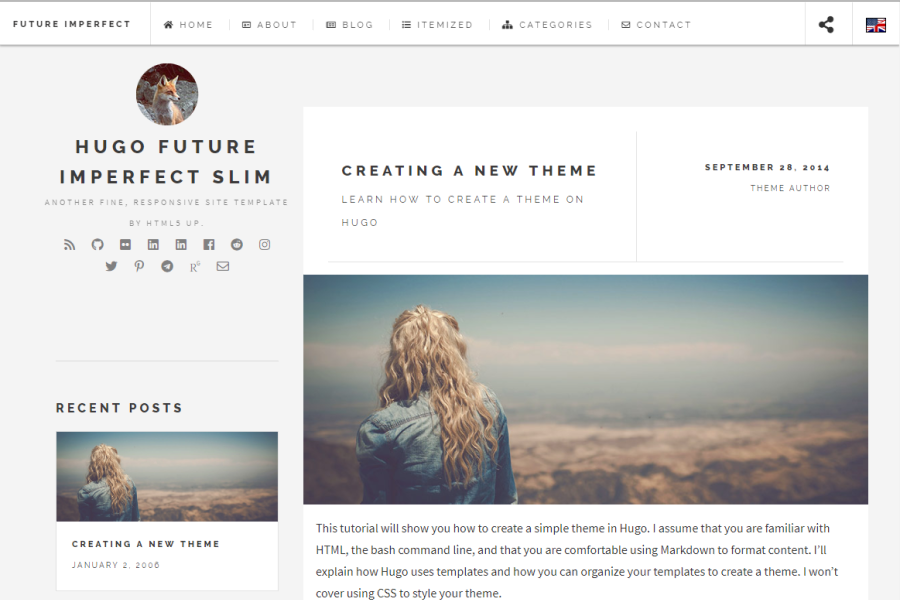 FUTURE IMPERFECT
HOME
ABOUT
BLOG
ITEMIZED
CATEGORIES
CONTACT
HUGO FUTURE
IMPERFECT SLIM
ANOTHER FINE, RESPONSIVE SITE TEMPLATE
BY HTML5 UP.
RECENT POSTS
CREATING A NEW THEME
JANUARY 2, 2006
CREATING A NEW THEME
LEARN HOW TO CREATE A THEME ON
HUGO
SEPTEMBER 28, 2014
THEME AUTHOR
This tutorial will show you how to create a simple theme in Hugo. I assume that you are familiar with
HTML, the bash command line, and that you are comfortable using Markdown to format content. I’ll
explain how Hugo uses templates and how you can organize your templates to create a theme. I won’t
cover using CSS to style your theme.